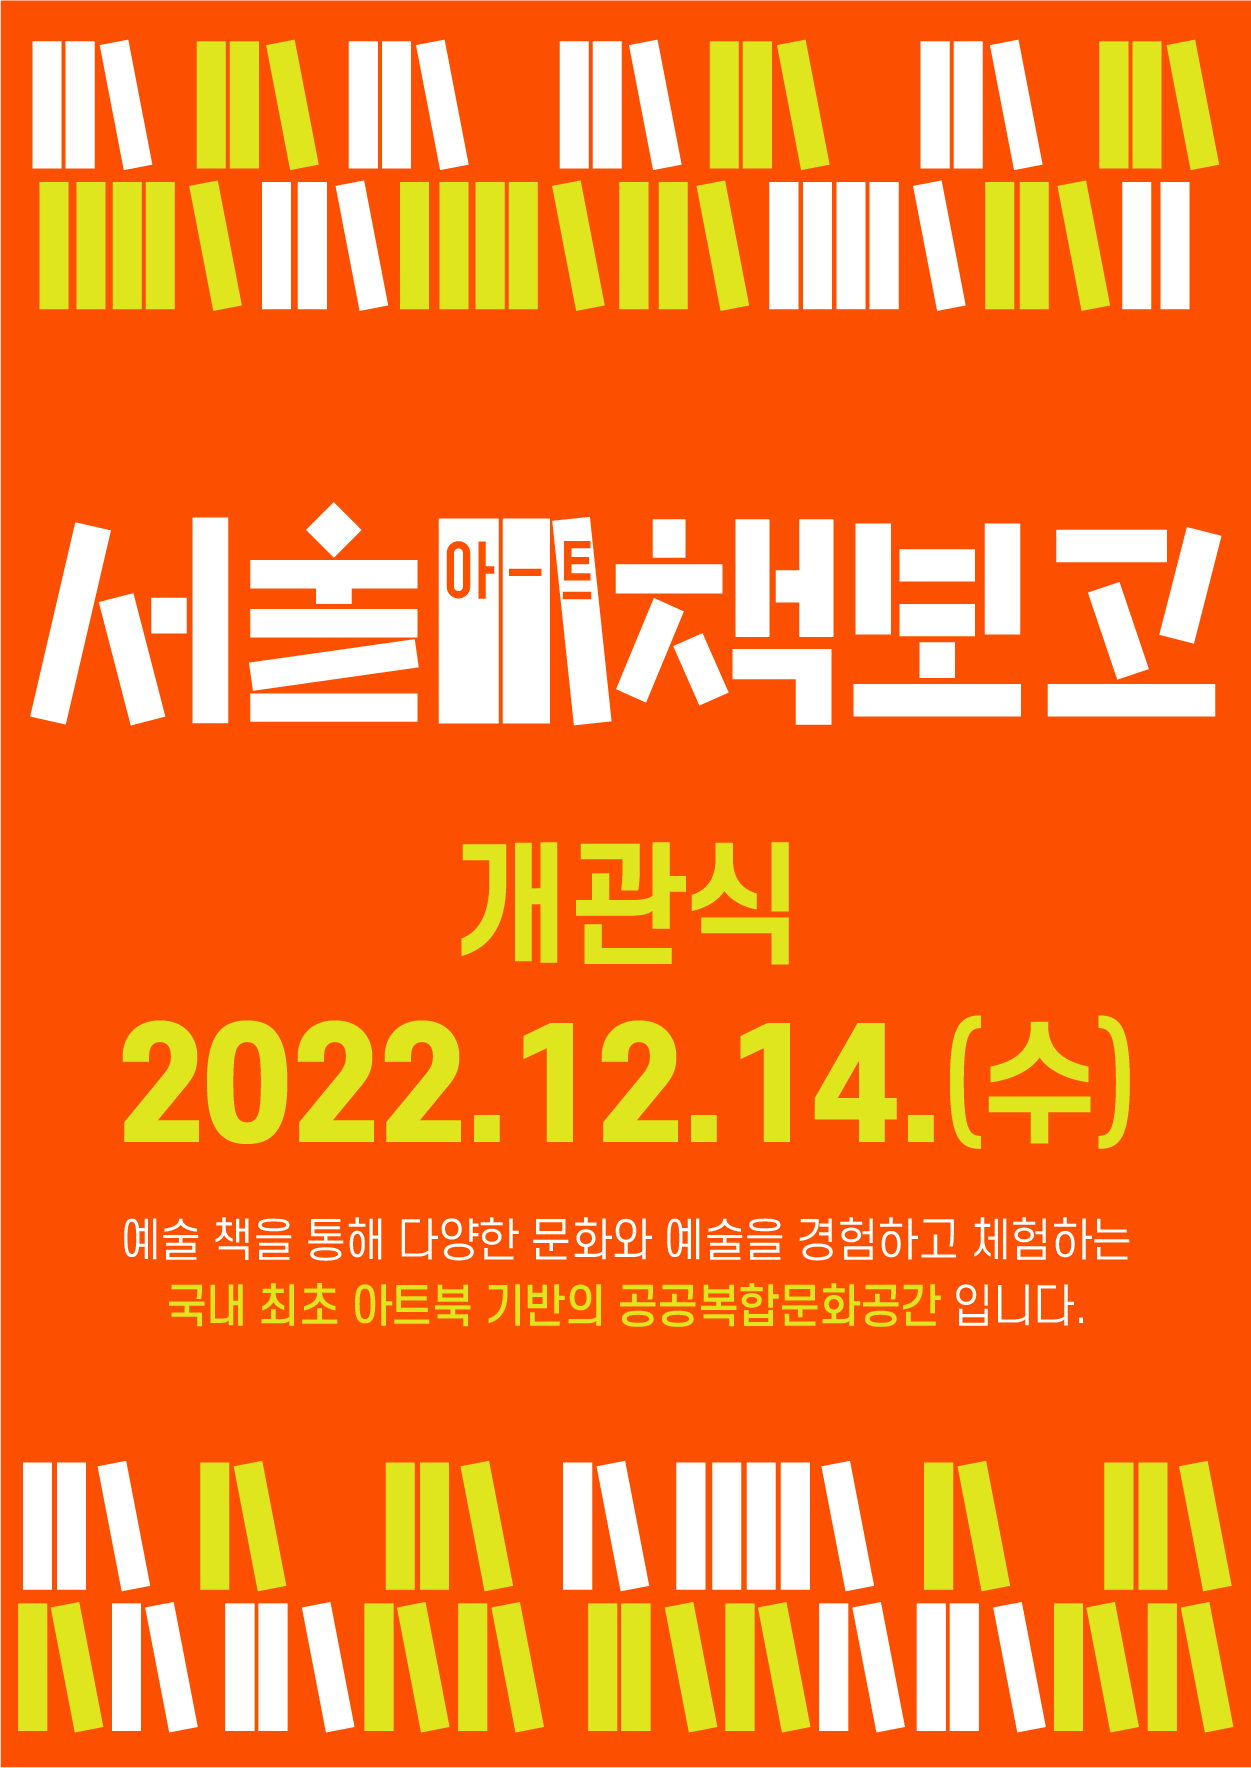 서울아트책보고
개관식
2022.12.14.(수)
예술 책을 통해 다양한 문화와 예술을 경험하고 체험하는
국내 최초 아트북 기반의 공공복합문화공간 입니다.